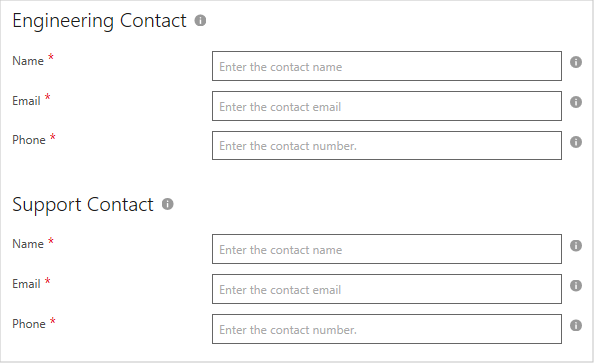 Engineering Contact
Name *
Enter the contact name
Email *
Enter the contact email
Phone *
Enter the contact number.
Support Contact
Name *
Enter the contact name
Email *
Enter the contact email
Phone *
Enter the contact number.